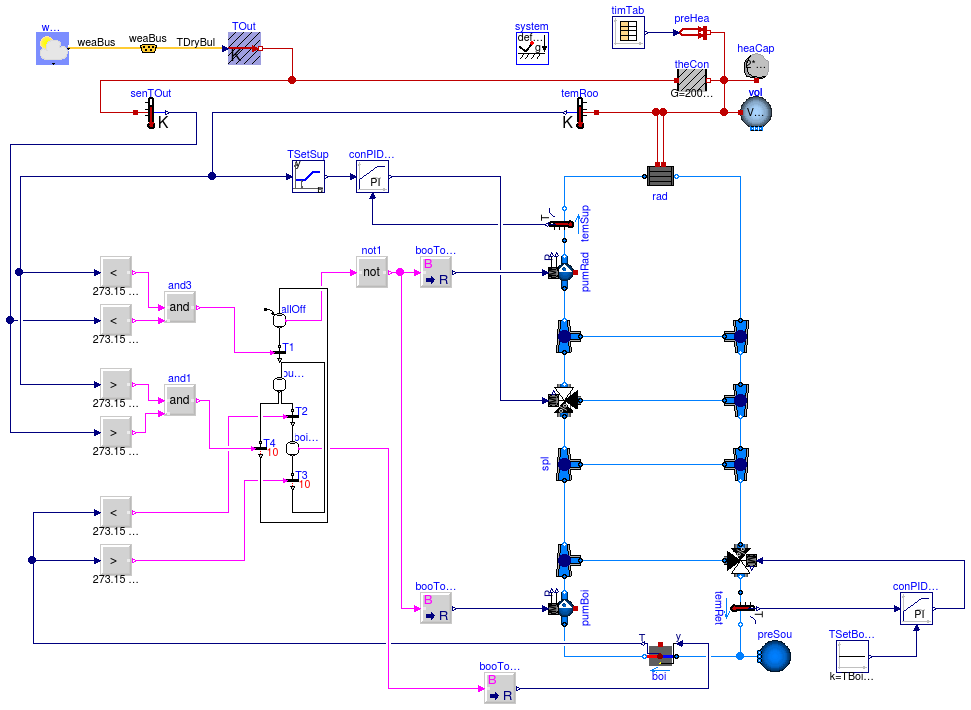 w...
weaBus
weaBus
TDryBul
TOut
K
system
def...
g
timTab
preHea
heaCap
2*...
theCon
G=200...
vol
V...
senTOut
K
temRoo
K
TSetSup
y
R
conPID...
PI
rad
T
temSup
not1
not
booTo...
B
R
pumRad
<
273.15 ...
and3
and
<
273.15 ...
allOff
T1
>
273.15 ...
and1
and
ou...
T2
M
>
273.15 ...
T4
10
boi...
spl
T3
10
<
273.15 ...
>
273.15 ...
M
booTo...
B
R
pumBoi
temRet
T
conPID...
PI
T
y
boi
preSou
TSetBo...
k=TBoi...
booTo...
B
R